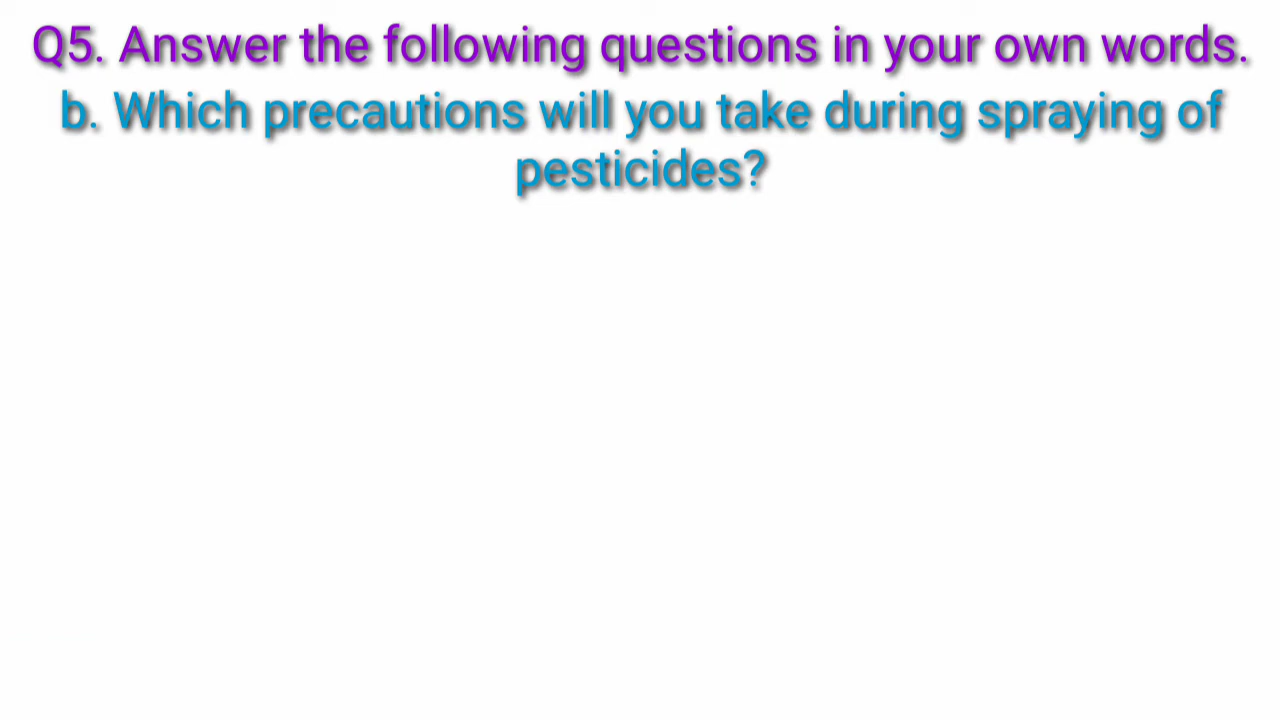 Q5. Answer the following questions in your own words.
b. Which precautions will you take during spraying of
pesticides?